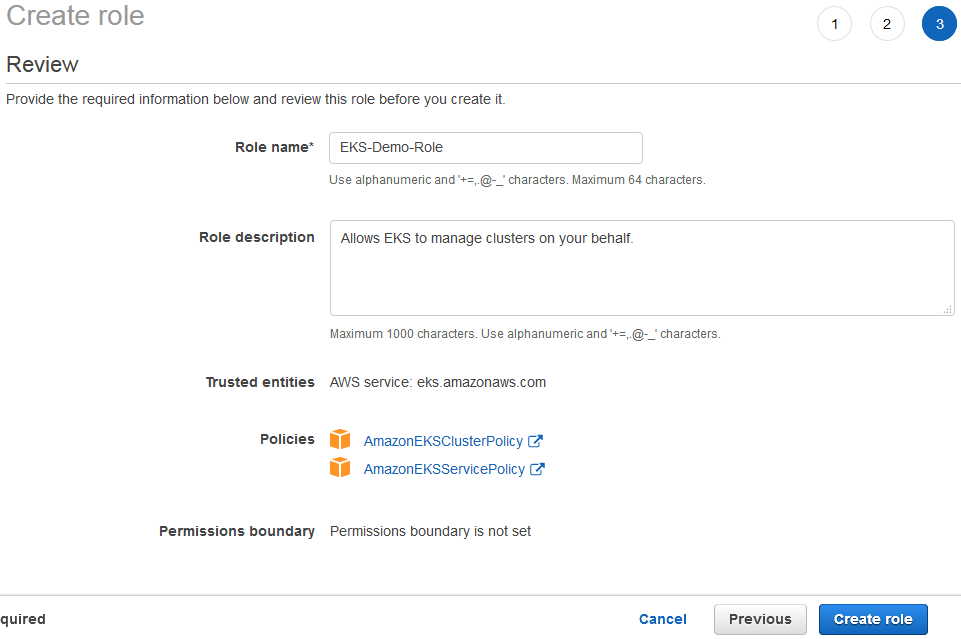 Create role
1 2 3
Review
Provide the required information below and review this role before you create it.
Role name* EKS-Demo-Role
Use alphanumeric and '+=,.@-_' characters. Maximum 64 characters.
Role description Allows EKS to manage clusters on your behalf.
Maximum 1000 characters. Use alphanumeric and '+=,.@-_' characters.
Trusted entities AWS service: eks.amazonaws.com
Policies AmazonEKSClusterPolicy
AmazonEKSServicePolicy
Permissions boundary Permissions boundary is not set
quired Cancel Previous Create role